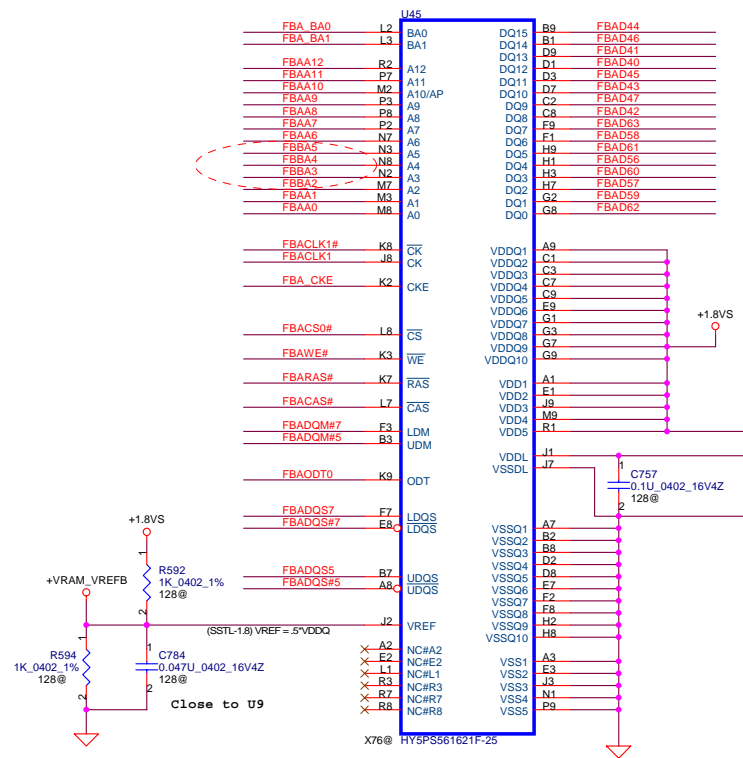 U45
FBA_BA0 L2 BA0 DQ15 B9 FBAD44
FBA_BA1 L3 BA1 DQ14 B1 FBAD46
DQ13 D9 FBAD41
FBAA12 R2 A12 DQ12 D1 FBAD40
FBAA11 P7 A11 DQ11 D3 FBAD45
FBAA10 M2 A10/AP DQ10 D7 FBAD43
FBAA9 P3 A9 DQ9 C2 FBAD47
FBAA8 P8 A8 DQ8 C8 FBAD42
FBAA7 P2 A7 DQ7 F9 FBAD63
FBAA6 N7 A6 DQ6 F1 FBAD58
FBBA5 N3 A5 DQ5 H9 FBAD61
FBBA4 N8 A4 DQ4 H1 FBAD56
FBBA3 N2 A3 DQ3 H3 FBAD60
FBBA2 M7 A2 DQ2 H7 FBAD57
FBAA1 M3 A1 DQ1 G2 FBAD59
FBAA0 M8 A0 DQ0 G8 FBAD62
FBACLK1# K8 CK VDDQ1 A9
FBACLK1 J8 CK VDDQ2 C1
VDDQ3 C3
FBA_CKE K2 CKE VDDQ4 C7
VDDQ5 C9
VDDQ6 E9
VDDQ7 G1
+1.8VS
FBACS0# L8 CS VDDQ8 G3
VDDQ9 G7
FBAWE# K3 WE VDDQ10 G9
FBARAS# K7 RAS VDD1 A1
VDD2 E1
FBACAS# L7 CAS VDD3 J9
VDD4 M9
FBADQM#7 F3 LDM VDD5 R1
FBADQM#5 B3 UDM
VDDL J1
VSSDL J7
1
C757
0.1U_0402_16V4Z
128@
2
FBAODT0 K9 ODT
FBADQS7 F7 LDQS
FBADQS#7 E8 LDQS VSSQ1 A7
VSSQ2 B2
VSSQ3 B8
VSSQ4 D2
FBADQS5 B7 UDQS VSSQ5 D8
FBADQS#5 A8 UDQS VSSQ6 E7
VSSQ7 F2
VSSQ8 F8
VSSQ9 H2
VSSQ10 H8
+1.8VS
1
R592
1K_0402_1%
128@
2
+VRAM_VREFB
(SSTL-1.8) VREF = .5*VDDQ
J2 VREF
1
R594
1K_0402_1%
128@
2
1
C784
0.047U_0402_16V4Z
128@
2
Close to U9
A2 NC#A2
E2 NC#E2 VSS1 A3
L1 NC#L1 VSS2 E3
R3 NC#R3 VSS3 J3
R7 NC#R7 VSS4 N1
R8 NC#R8 VSS5 P9
X76@ HY5PS561621F-25